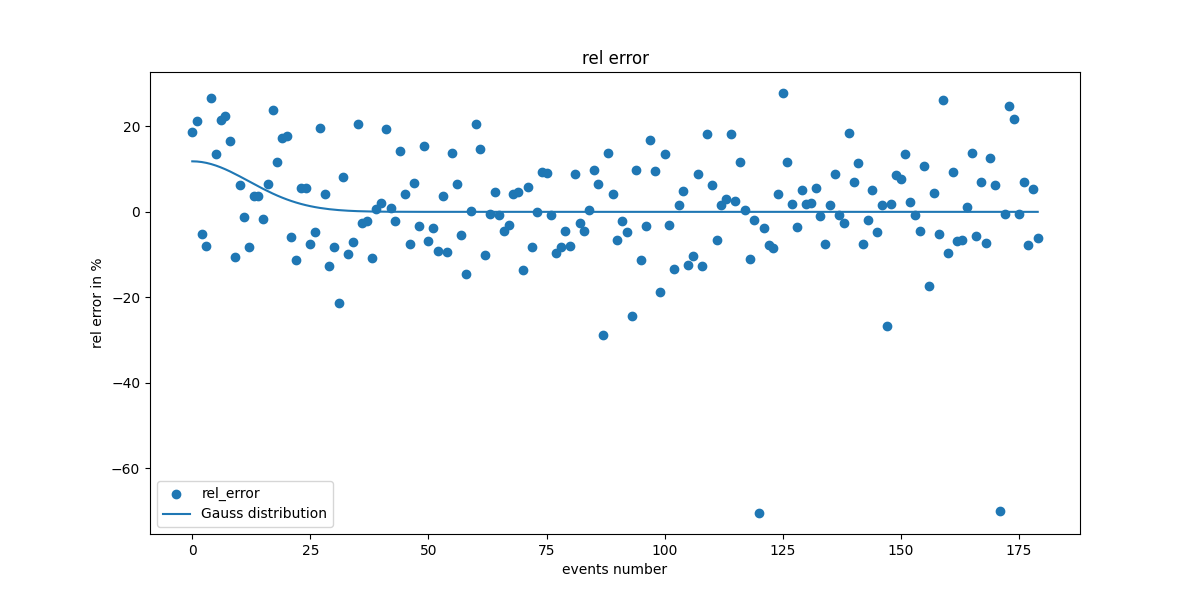 rel error
20
0
−20
−40
−60
rel error in %
rel_error
Gauss distribution
0
25
50
75
100
125
150
175
events number